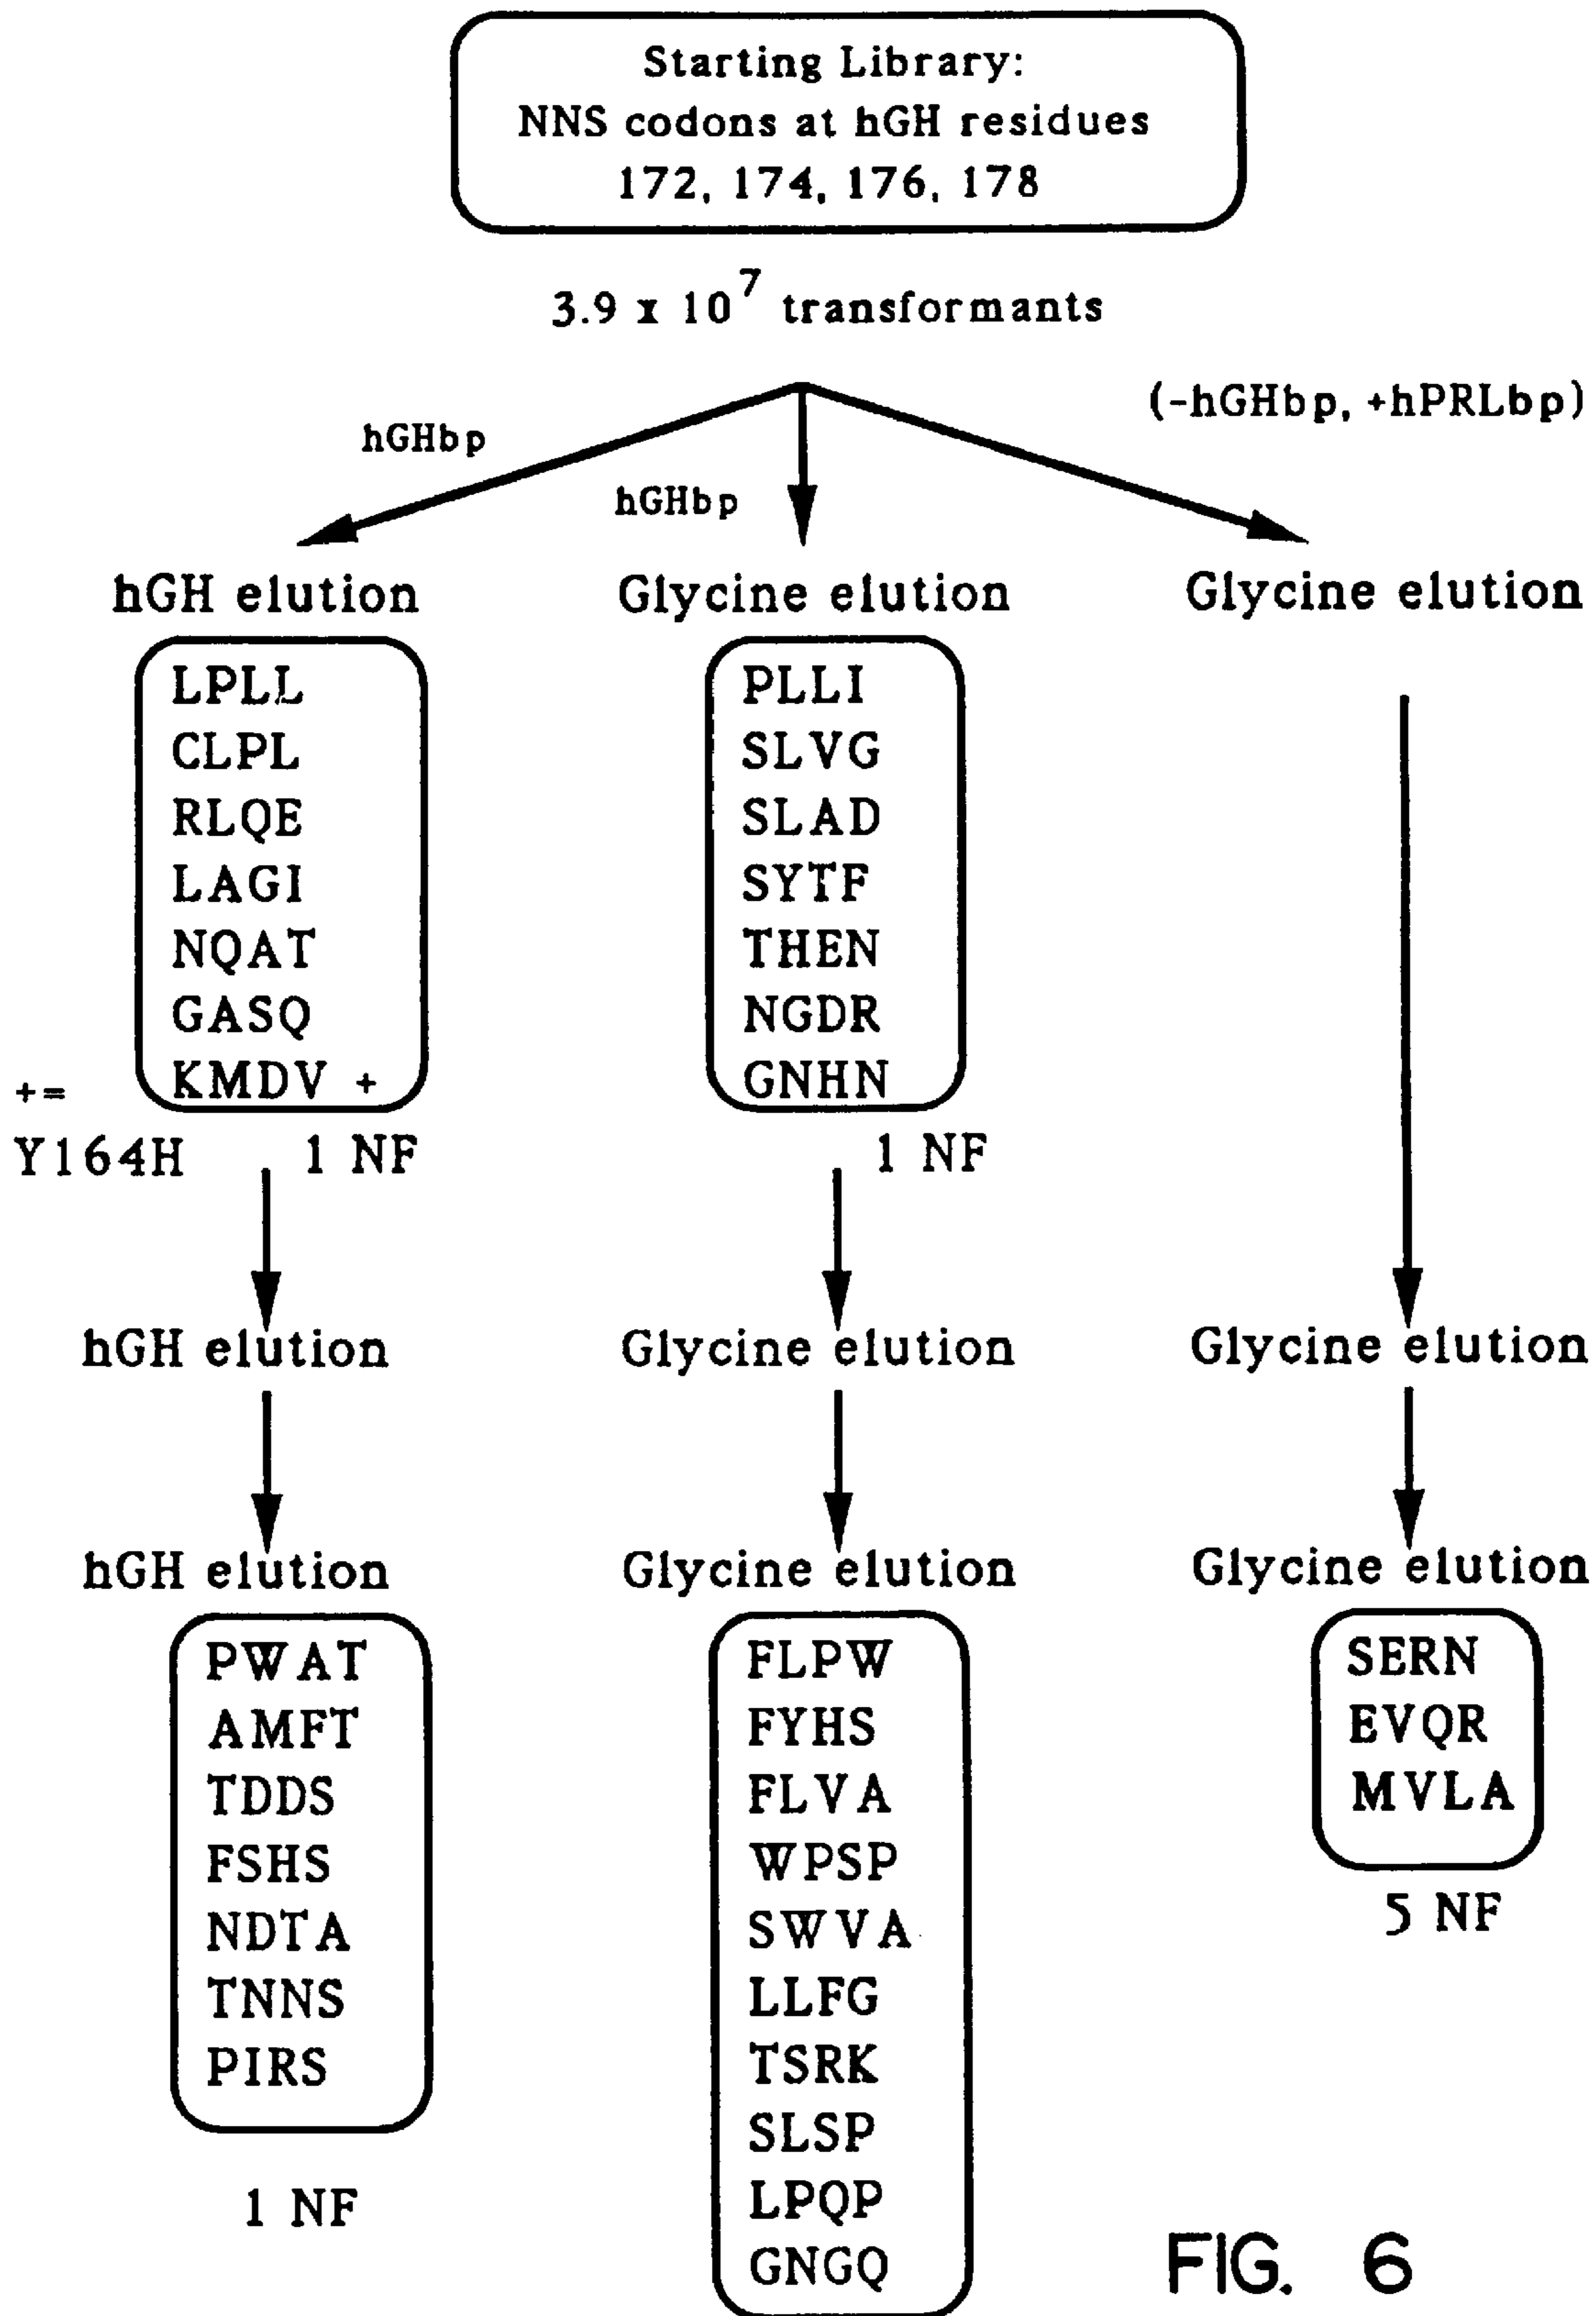 Starting Library:
NNS codons at hGH residues
172, 174, 176, 178
3.9 x 10^7 transformants
(-hGHbp, +hPRLbp)
hGHbp
hGHbp
hGH elution
LPLL
CLPL
RLQE
LAGI
NQAT
GASQ
KMDV +
+=
Y164H
1 NF
Glycine elution
PLLI
SLVG
SLAD
SYTF
THEN
NGDR
GNHN
1 NF
Glycine elution
hGH elution
Glycine elution
Glycine elution
hGH elution
PWAT
AMFT
TDDS
FSHS
NDTA
TNNS
PIRS
1 NF
Glycine elution
FLPW
FYHS
FLVA
WPSP
SWVA
LLFG
TSRK
SLSP
LPQP
GNGQ
Glycine elution
SERN
EVQR
MVLA
5 NF
FIG. 6